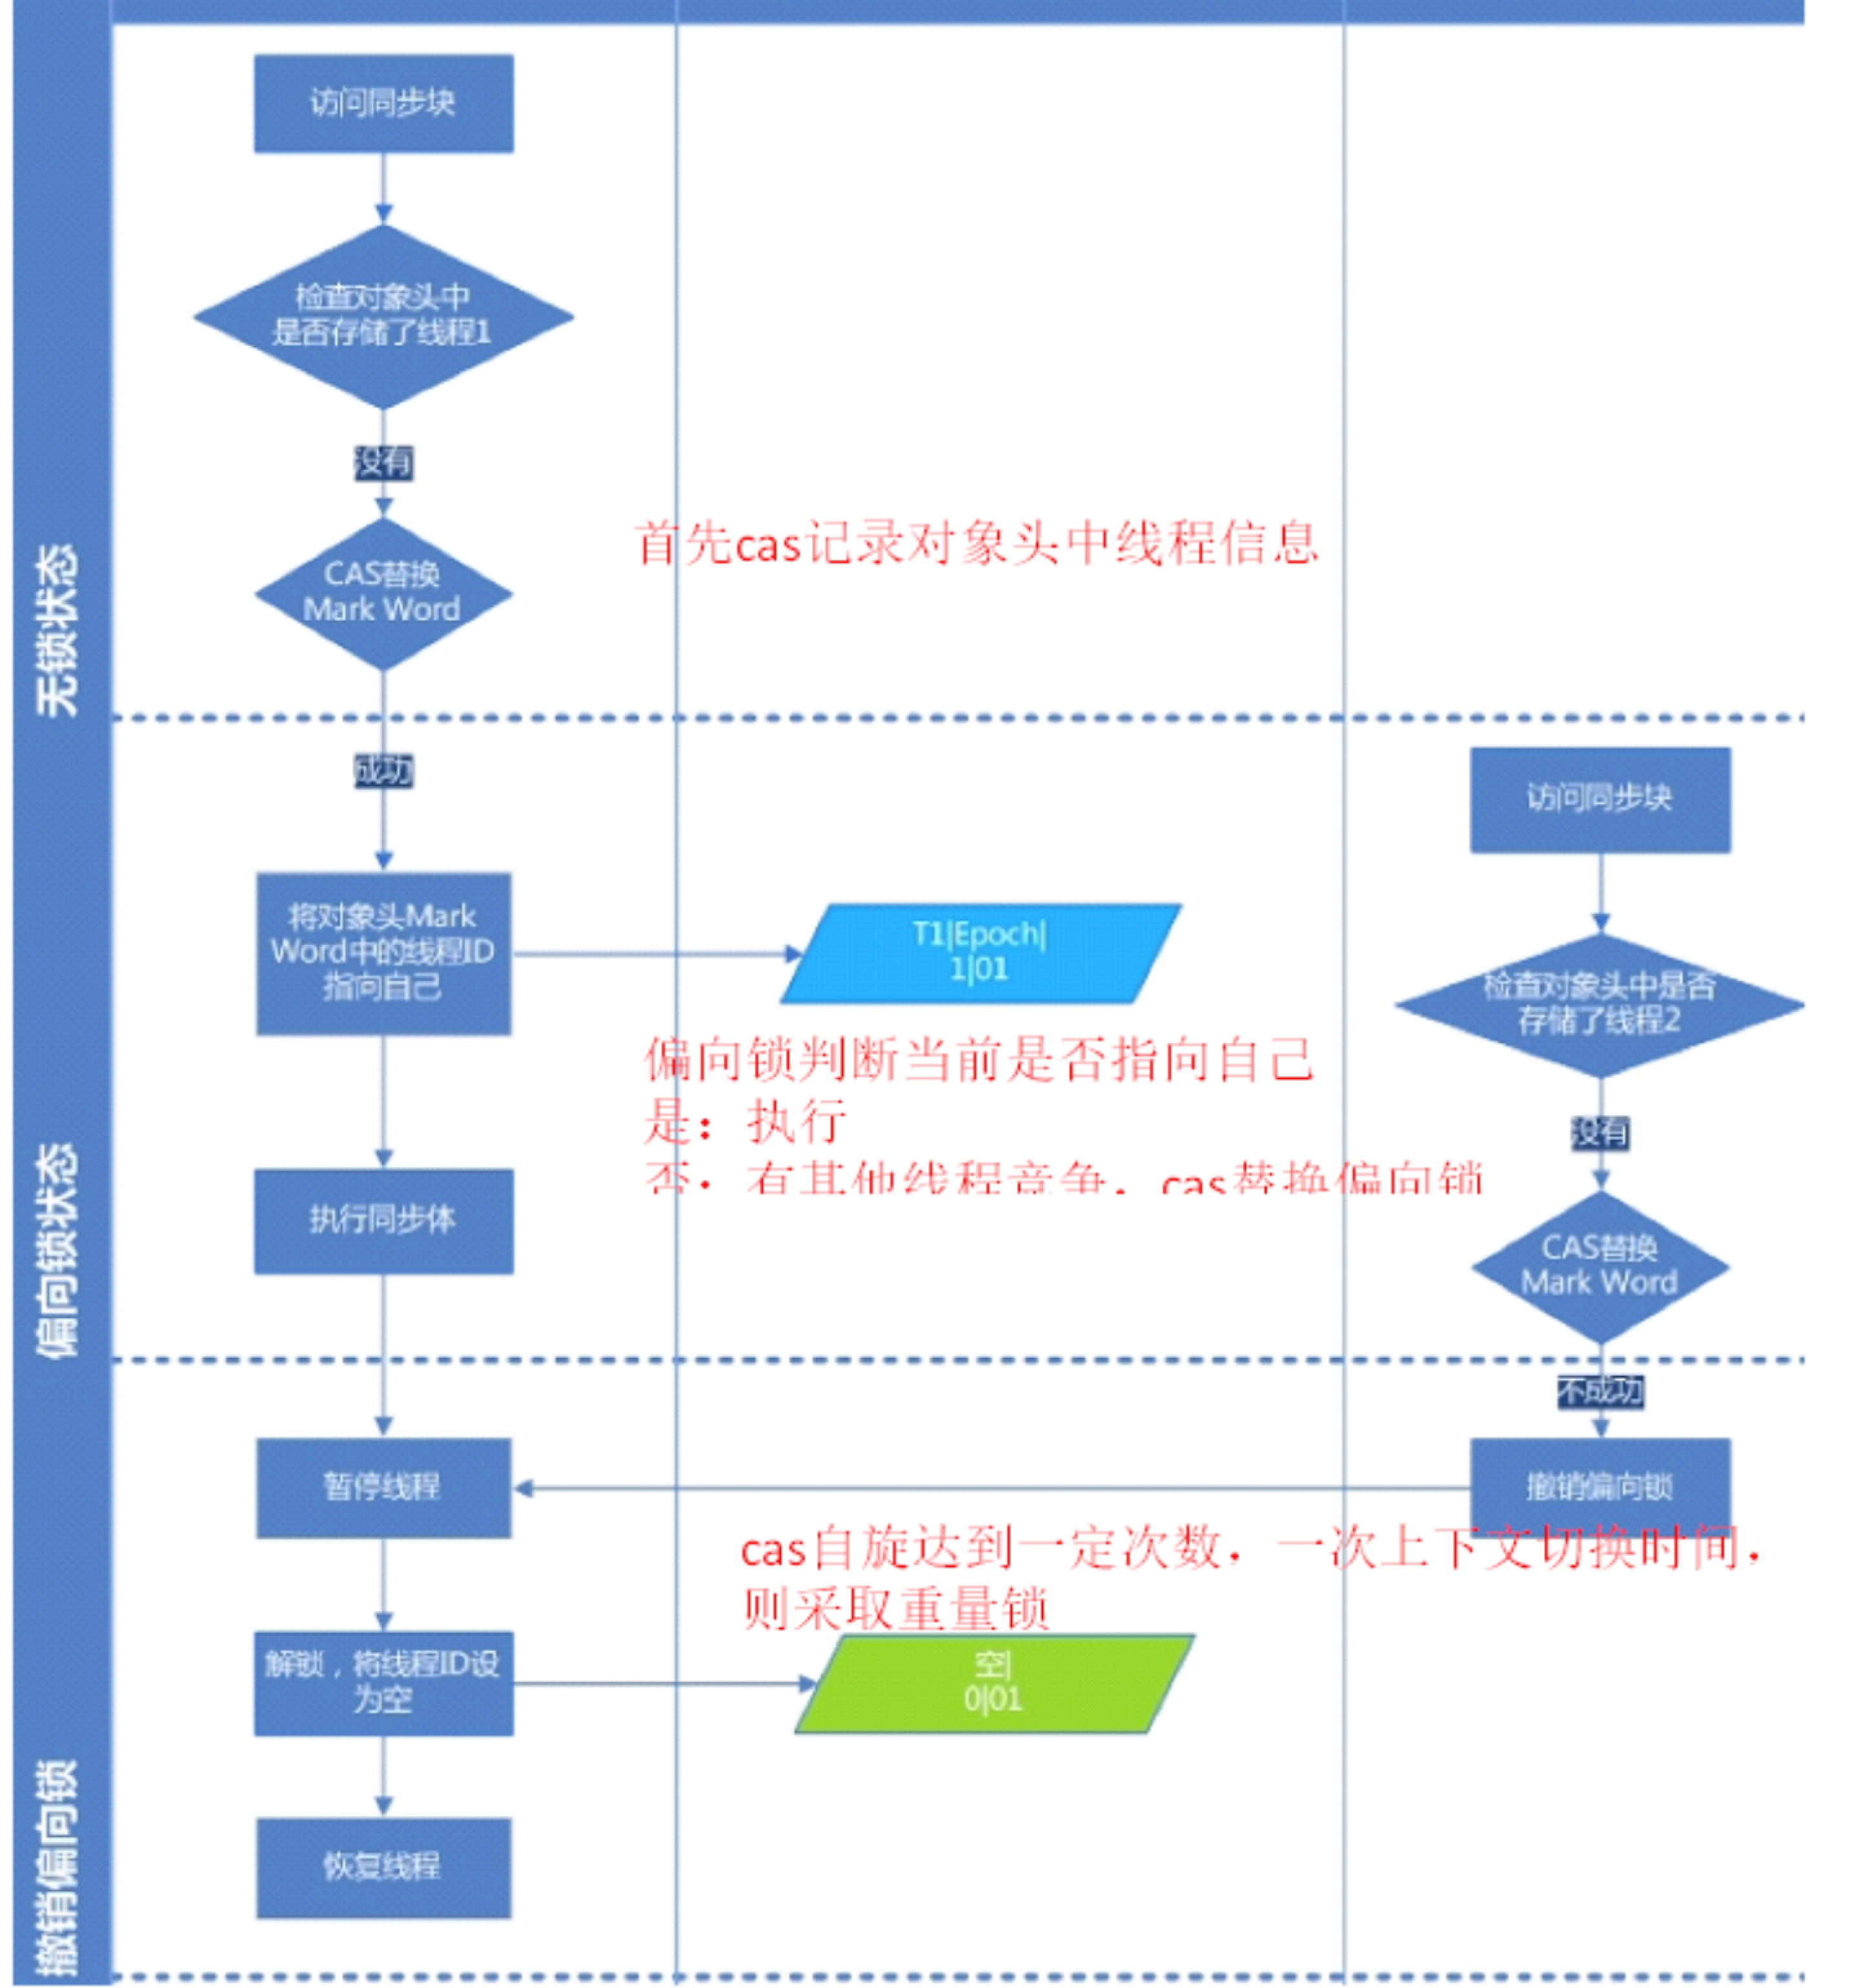 无锁状态
访问同步块
检查对象头中
是否存储了线程1
没有
CAS替换
Mark Word
首先cas记录对象头中线程信息
偏向锁状态
成功
将对象头Mark
Word中的线程ID
指向自己
T1|Epoch|
1|01
偏向锁判断当前是否指向自己
是：执行
否：有其他线程竞争，cas替换偏向锁
执行同步体
访问同步块
检查对象头中是否
存储了线程2
没有
CAS替换
Mark Word
撤销偏向锁
不成功
撤销偏向锁
暂停线程
cas自旋达到一定次数，一次上下文切换时间，
则采取重量锁
解锁，将线程ID设
为空
空|
0|01
恢复线程